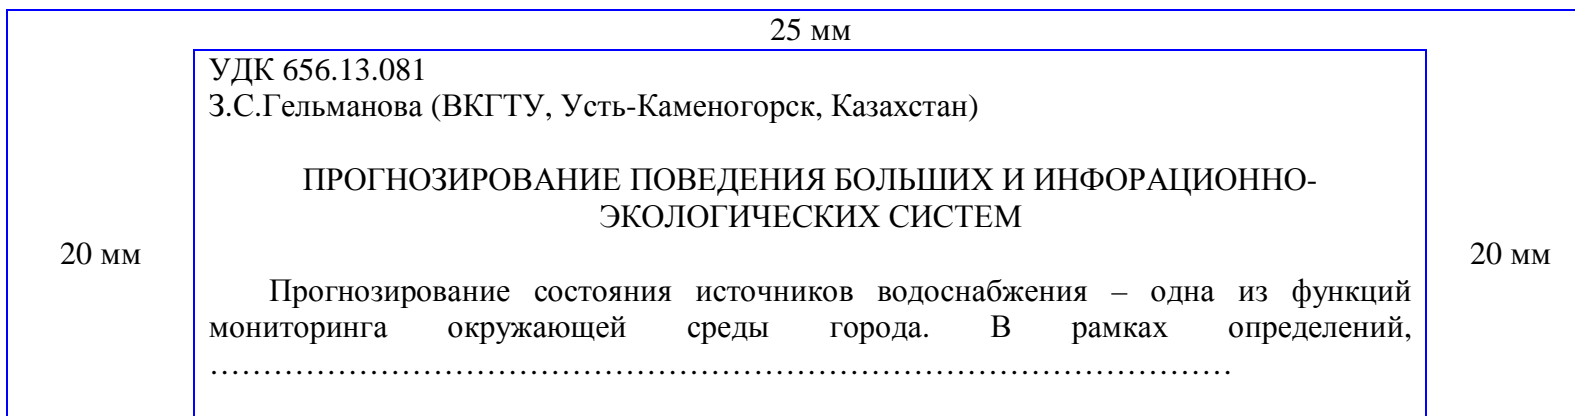 25 мм
УДК 656.13.081
З.С.Гельманова (ВКГТУ, Усть-Каменогорск, Казахстан)
ПРОГНОЗИРОВАНИЕ ПОВЕДЕНИЯ БОЛЬШИХ И ИНФОРАЦИОННО-
ЭКОЛОГИЧЕСКИХ СИСТЕМ
20 мм
20 мм
Прогнозирование состояния источников водоснабжения – одна из функций
мониторинга окружающей среды города. В рамках определений,
……………………………………………………………………………………